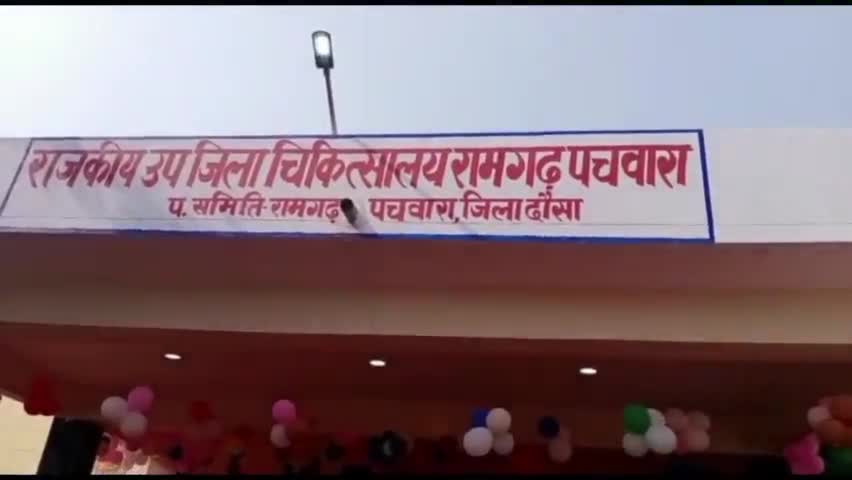 राजकीय उप जिला चिकित्सालय रामगढ़ पचवारा
प. समिति-रामगढ़ पचवारा, जिला दौसा